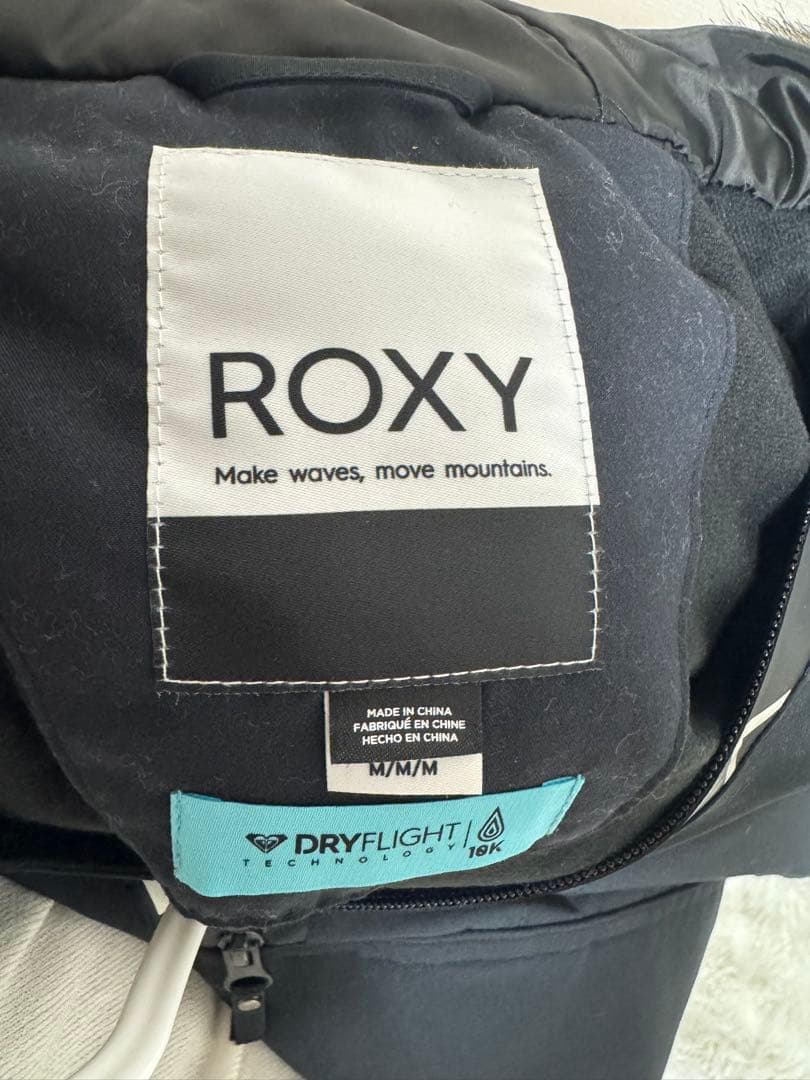 ROXY
Make waves, move mountains.
MADE IN CHINA
FABRIQUÉ EN CHINE
HECHO EN CHINA
M/M/M
DRYFLIGHT
TECHNOLOGY
10K